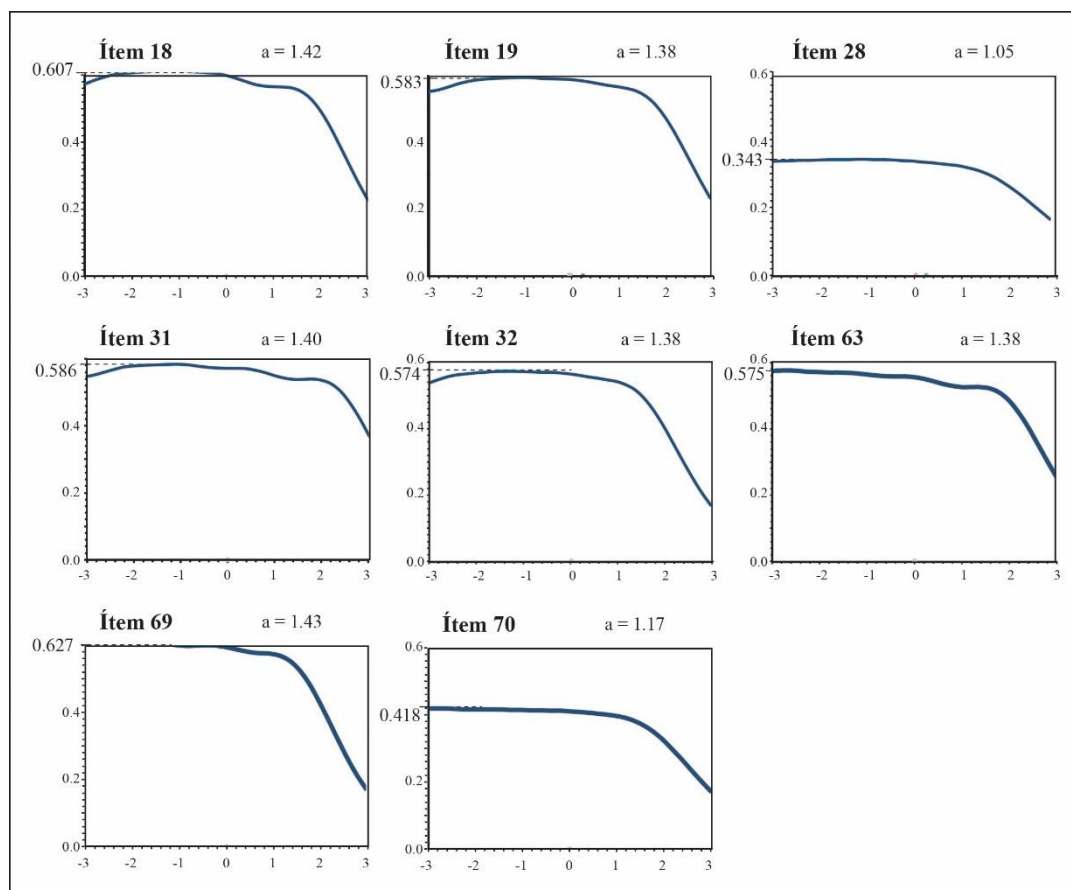 Ítem 18 a = 1.42
0.607
0.4
0.2
0.0
-3 -2 -1 0 1 2 3
Ítem 19 a = 1.38
0.583
0.4
0.2
0.0
-3 -2 -1 0 1 2 3
Ítem 28 a = 1.05
0.6
0.4
0.343
0.2
0.0
-3 -2 -1 0 1 2 3
Ítem 31 a = 1.40
0.586
0.4
0.2
0.0
-3 -2 -1 0 1 2 3
Ítem 32 a = 1.38
0.6
0.574
0.4
0.2
0.0
-3 -2 -1 0 1 2 3
Ítem 63 a = 1.38
0.6
0.575
0.4
0.2
0.0
-3 -2 -1 0 1 2 3
Ítem 69 a = 1.43
0.627
0.4
0.2
0.0
-3 -2 -1 0 1 2 3
Ítem 70 a = 1.17
0.6
0.418
0.2
0.0
-3 -2 -1 0 1 2 3